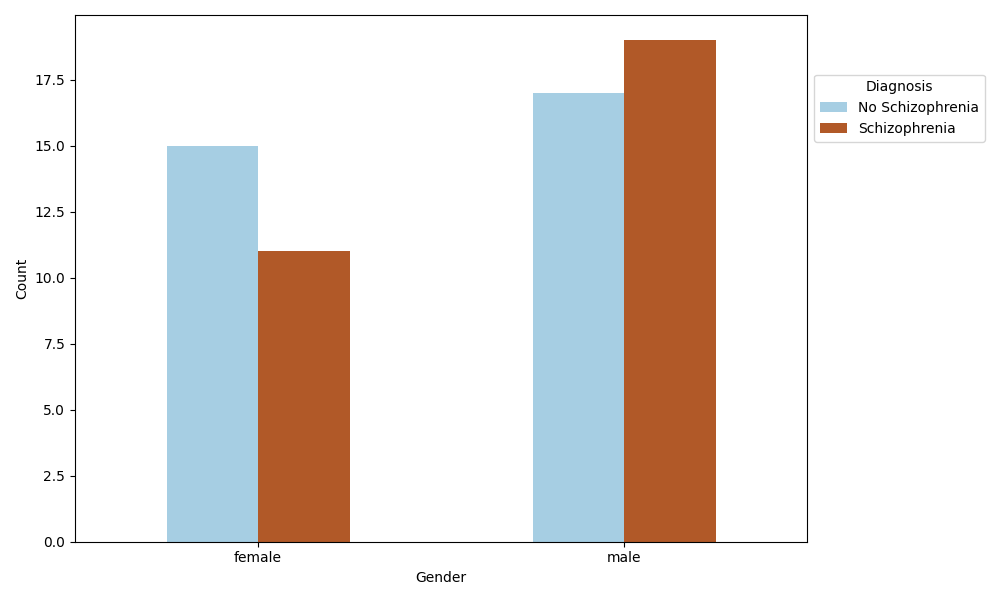 17.5
15.0
12.5
10.0
7.5
5.0
2.5
0.0
Count
female
male
Gender
Diagnosis
No Schizophrenia
Schizophrenia